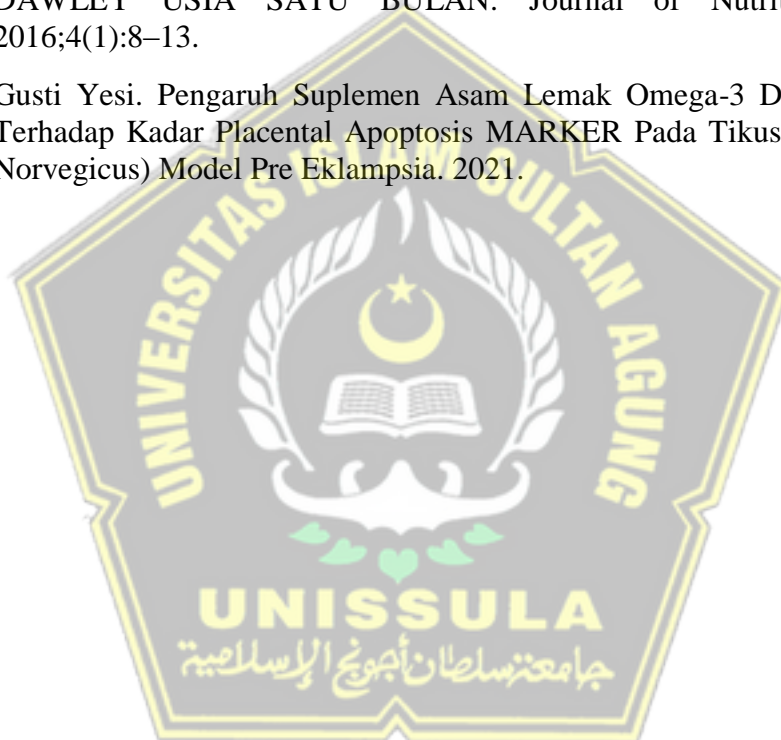 DAWLEY USIA SATU BULAN. Journal of Nutri
2016;4(1):8–13.
Gusti Yesi. Pengaruh Suplemen Asam Lemak Omega-3 D
Terhadap Kadar Placental Apoptosis MARKER Pada Tikus
Norvegicus) Model Pre Eklampsia. 2021.
UNIVERSITAS ISLAM SULTAN AGUNG
UNISSULA
جامعة سلطان أجونج الإسلامية